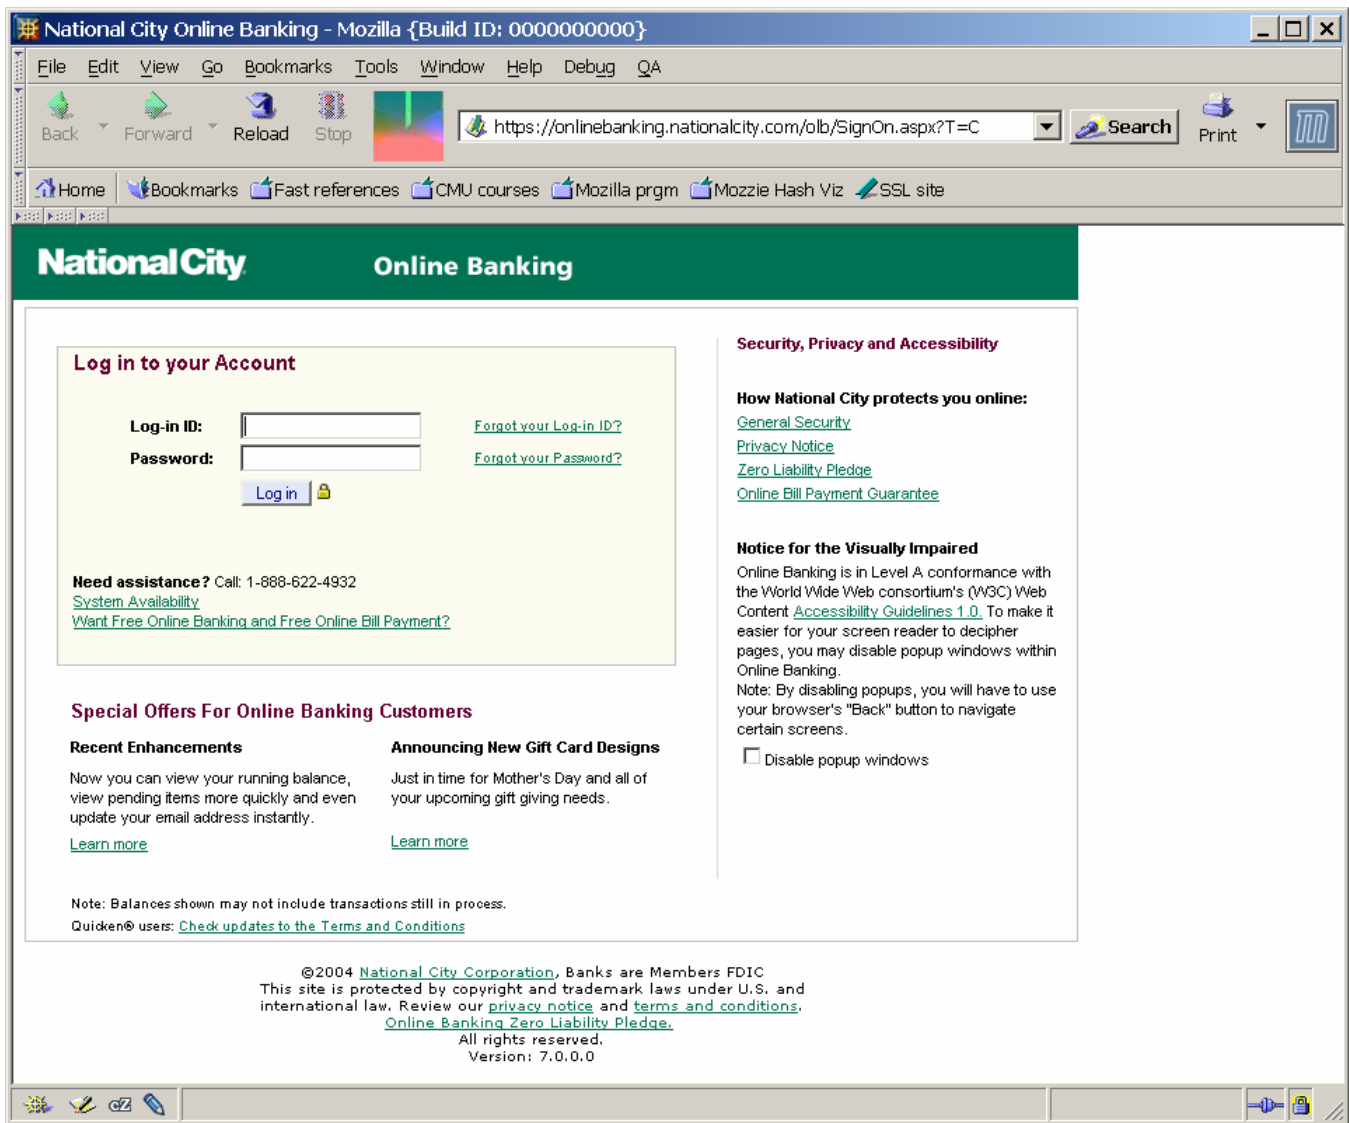 National City Online Banking - Mozilla {Build ID: 0000000000}
File Edit View Go Bookmarks Tools Window Help Debug QA
Back Forward Reload Stop https://onlinebanking.nationalcity.com/olb/SignOn.aspx?T=C Search Print
Home Bookmarks Fast references CMU courses Mozilla prgm Mozzie Hash Viz SSL site
National City Online Banking
Log in to your Account
Log-in ID: Forgot your Log-in ID?
Password: Forgot your Password?
Log in
Need assistance? Call: 1-888-622-4932
System Availability
Want Free Online Banking and Free Online Bill Payment?
Special Offers For Online Banking Customers
Recent Enhancements
Now you can view your running balance,
view pending items more quickly and even
update your email address instantly.
Learn more
Announcing New Gift Card Designs
Just in time for Mother's Day and all of
your upcoming gift giving needs.
Learn more
Note: Balances shown may not include transactions still in process.
Quicken® users: Check updates to the Terms and Conditions
Security, Privacy and Accessibility
How National City protects you online:
General Security
Privacy Notice
Zero Liability Pledge
Online Bill Payment Guarantee
Notice for the Visually Impaired
Online Banking is in Level A conformance with
the World Wide Web consortium's (W3C) Web
Content Accessibility Guidelines 1.0. To make it
easier for your screen reader to decipher
pages, you may disable popup windows within
Online Banking.
Note: By disabling popups, you will have to use
your browser's "Back" button to navigate
certain screens.
Disable popup windows
©2004 National City Corporation, Banks are Members FDIC
This site is protected by copyright and trademark laws under U.S. and
international law. Review our privacy notice and terms and conditions.
Online Banking Zero Liability Pledge.
All rights reserved.
Version: 7.0.0.0
cZ